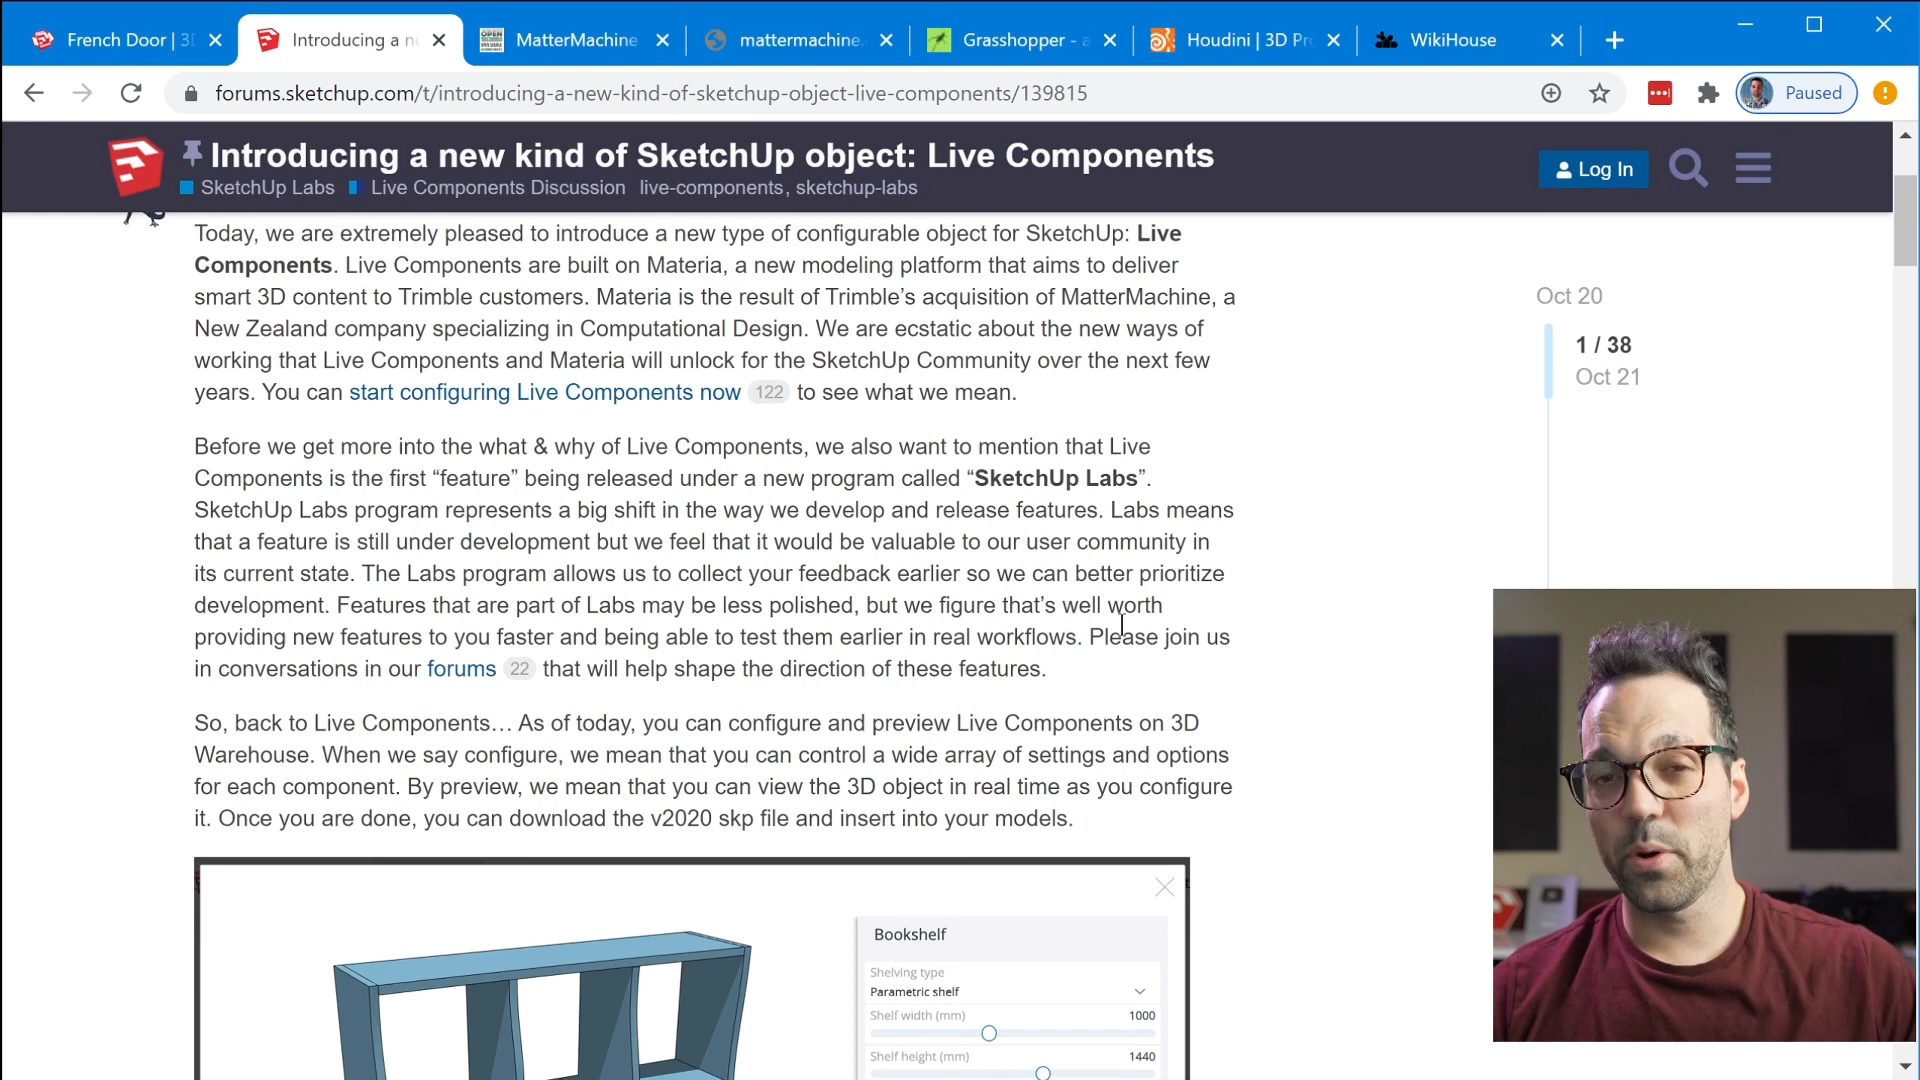 French Door | 3D
Introducing a n
MatterMachine
mattermachine.
Grasshopper - a
Houdini | 3D Pr
WikiHouse
forums.sketchup.com/t/introducing-a-new-kind-of-sketchup-object-live-components/139815
Paused
Introducing a new kind of SketchUp object: Live Components
SketchUp Labs Live Components Discussion live-components, sketchup-labs
Log In
Today, we are extremely pleased to introduce a new type of configurable object for SketchUp: Live
Components. Live Components are built on Materia, a new modeling platform that aims to deliver
smart 3D content to Trimble customers. Materia is the result of Trimble’s acquisition of MatterMachine, a
New Zealand company specializing in Computational Design. We are ecstatic about the new ways of
working that Live Components and Materia will unlock for the SketchUp Community over the next few
years. You can start configuring Live Components now 122 to see what we mean.
Before we get more into the what & why of Live Components, we also want to mention that Live
Components is the first “feature” being released under a new program called “SketchUp Labs”.
SketchUp Labs program represents a big shift in the way we develop and release features. Labs means
that a feature is still under development but we feel that it would be valuable to our user community in
its current state. The Labs program allows us to collect your feedback earlier so we can better prioritize
development. Features that are part of Labs may be less polished, but we figure that’s well worth
providing new features to you faster and being able to test them earlier in real workflows. Please join us
in conversations in our forums 22 that will help shape the direction of these features.
So, back to Live Components… As of today, you can configure and preview Live Components on 3D
Warehouse. When we say configure, we mean that you can control a wide array of settings and options
for each component. By preview, we mean that you can view the 3D object in real time as you configure
it. Once you are done, you can download the v2020 skp file and insert into your models.
Oct 20
1 / 38
Oct 21
Bookshelf
Shelving type
Parametric shelf
Shelf width (mm) 1000
Shelf height (mm) 1440